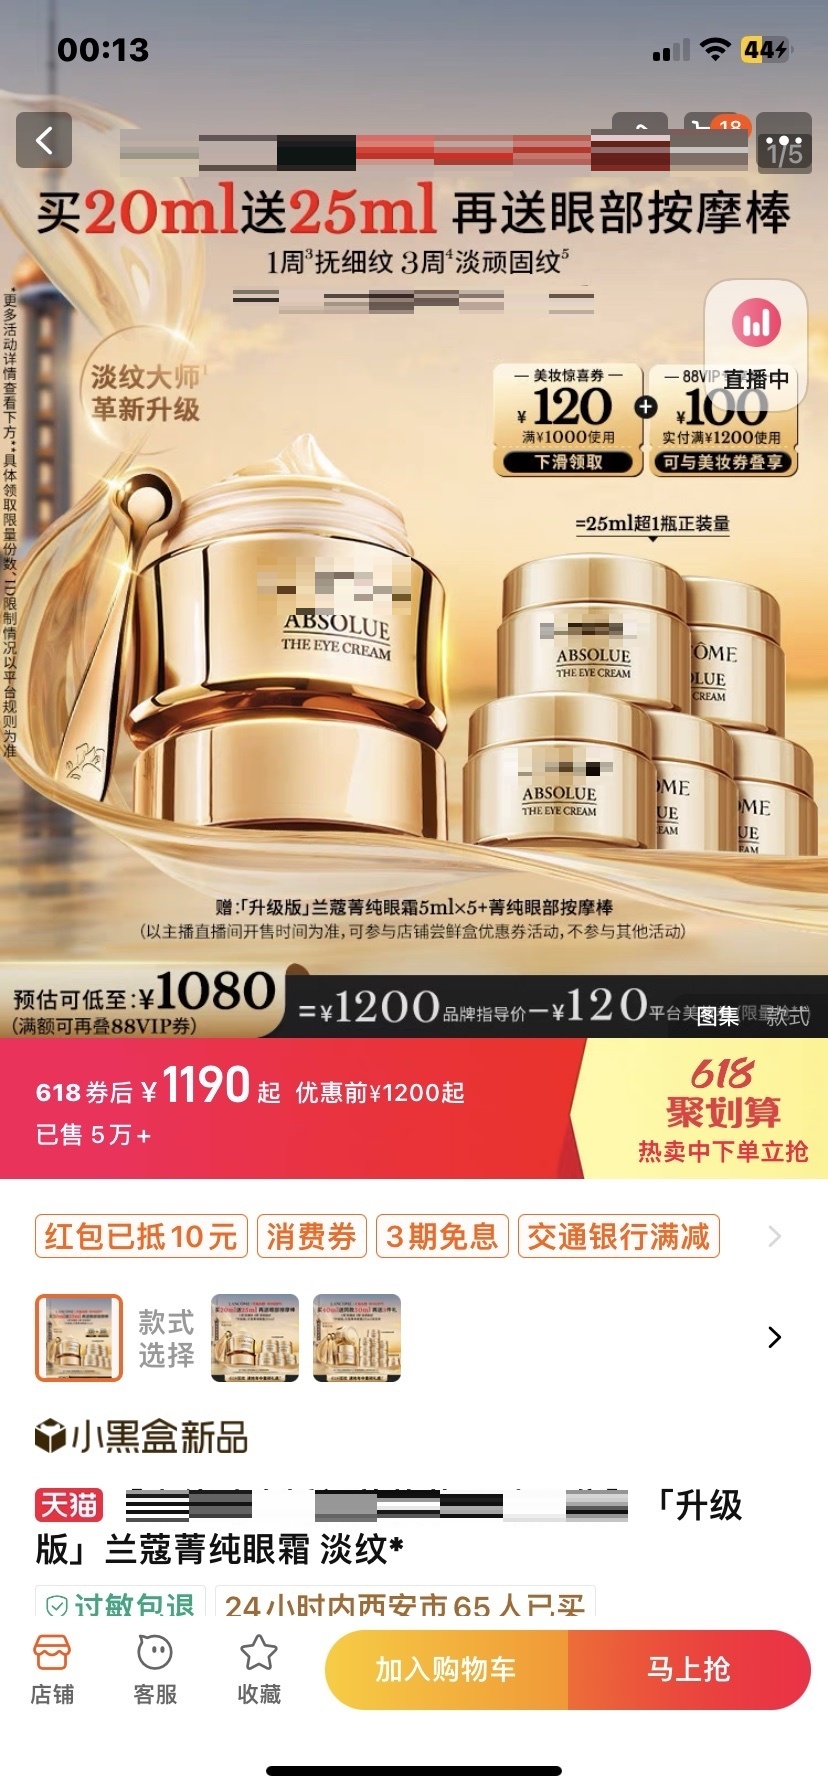 00:13
44
18
1/5
买20ml送25ml 再送眼部按摩棒
1周³抚细纹 3周⁴淡顽固纹⁵
*更多活动详情查看下方
具体领取限量份数、ID限制情况以平台规则为准
淡纹大师¹
革新升级
直播中
美妆惊喜券
¥120
满¥1000使用
下滑领取
+
88VIP
¥100
实付满¥1200使用
可与美妆券叠享
=25ml超1瓶正装量
ABSOLUE
THE EYE CREAM
ABSOLUE
THE EYE CREAM
ÔME
LUE
CREAM
ABSOLUE
THE EYE CREAM
OME
UE
EAM
OME
UE
EAM
赠:「升级版」兰蔻菁纯眼霜5ml×5+菁纯眼部按摩棒
(以主播直播间开售时间为准,可参与店铺尝鲜盒优惠券活动,不参与其他活动)
预估可低至:¥1080
(满额可再叠88VIP券)
=¥1200品牌指导价-¥120平台美
图集 款式
618券后 ¥1190起 优惠前¥1200起
已售 5万+
618
聚划算
热卖中下单立抢
红包已抵10元 消费券 3期免息 交通银行满减
款式
选择
小黑盒新品
天猫 「升级
版」兰蔻菁纯眼霜 淡纹*
过敏包退 24小时内西安市65人已买
店铺 客服 收藏 加入购物车 马上抢